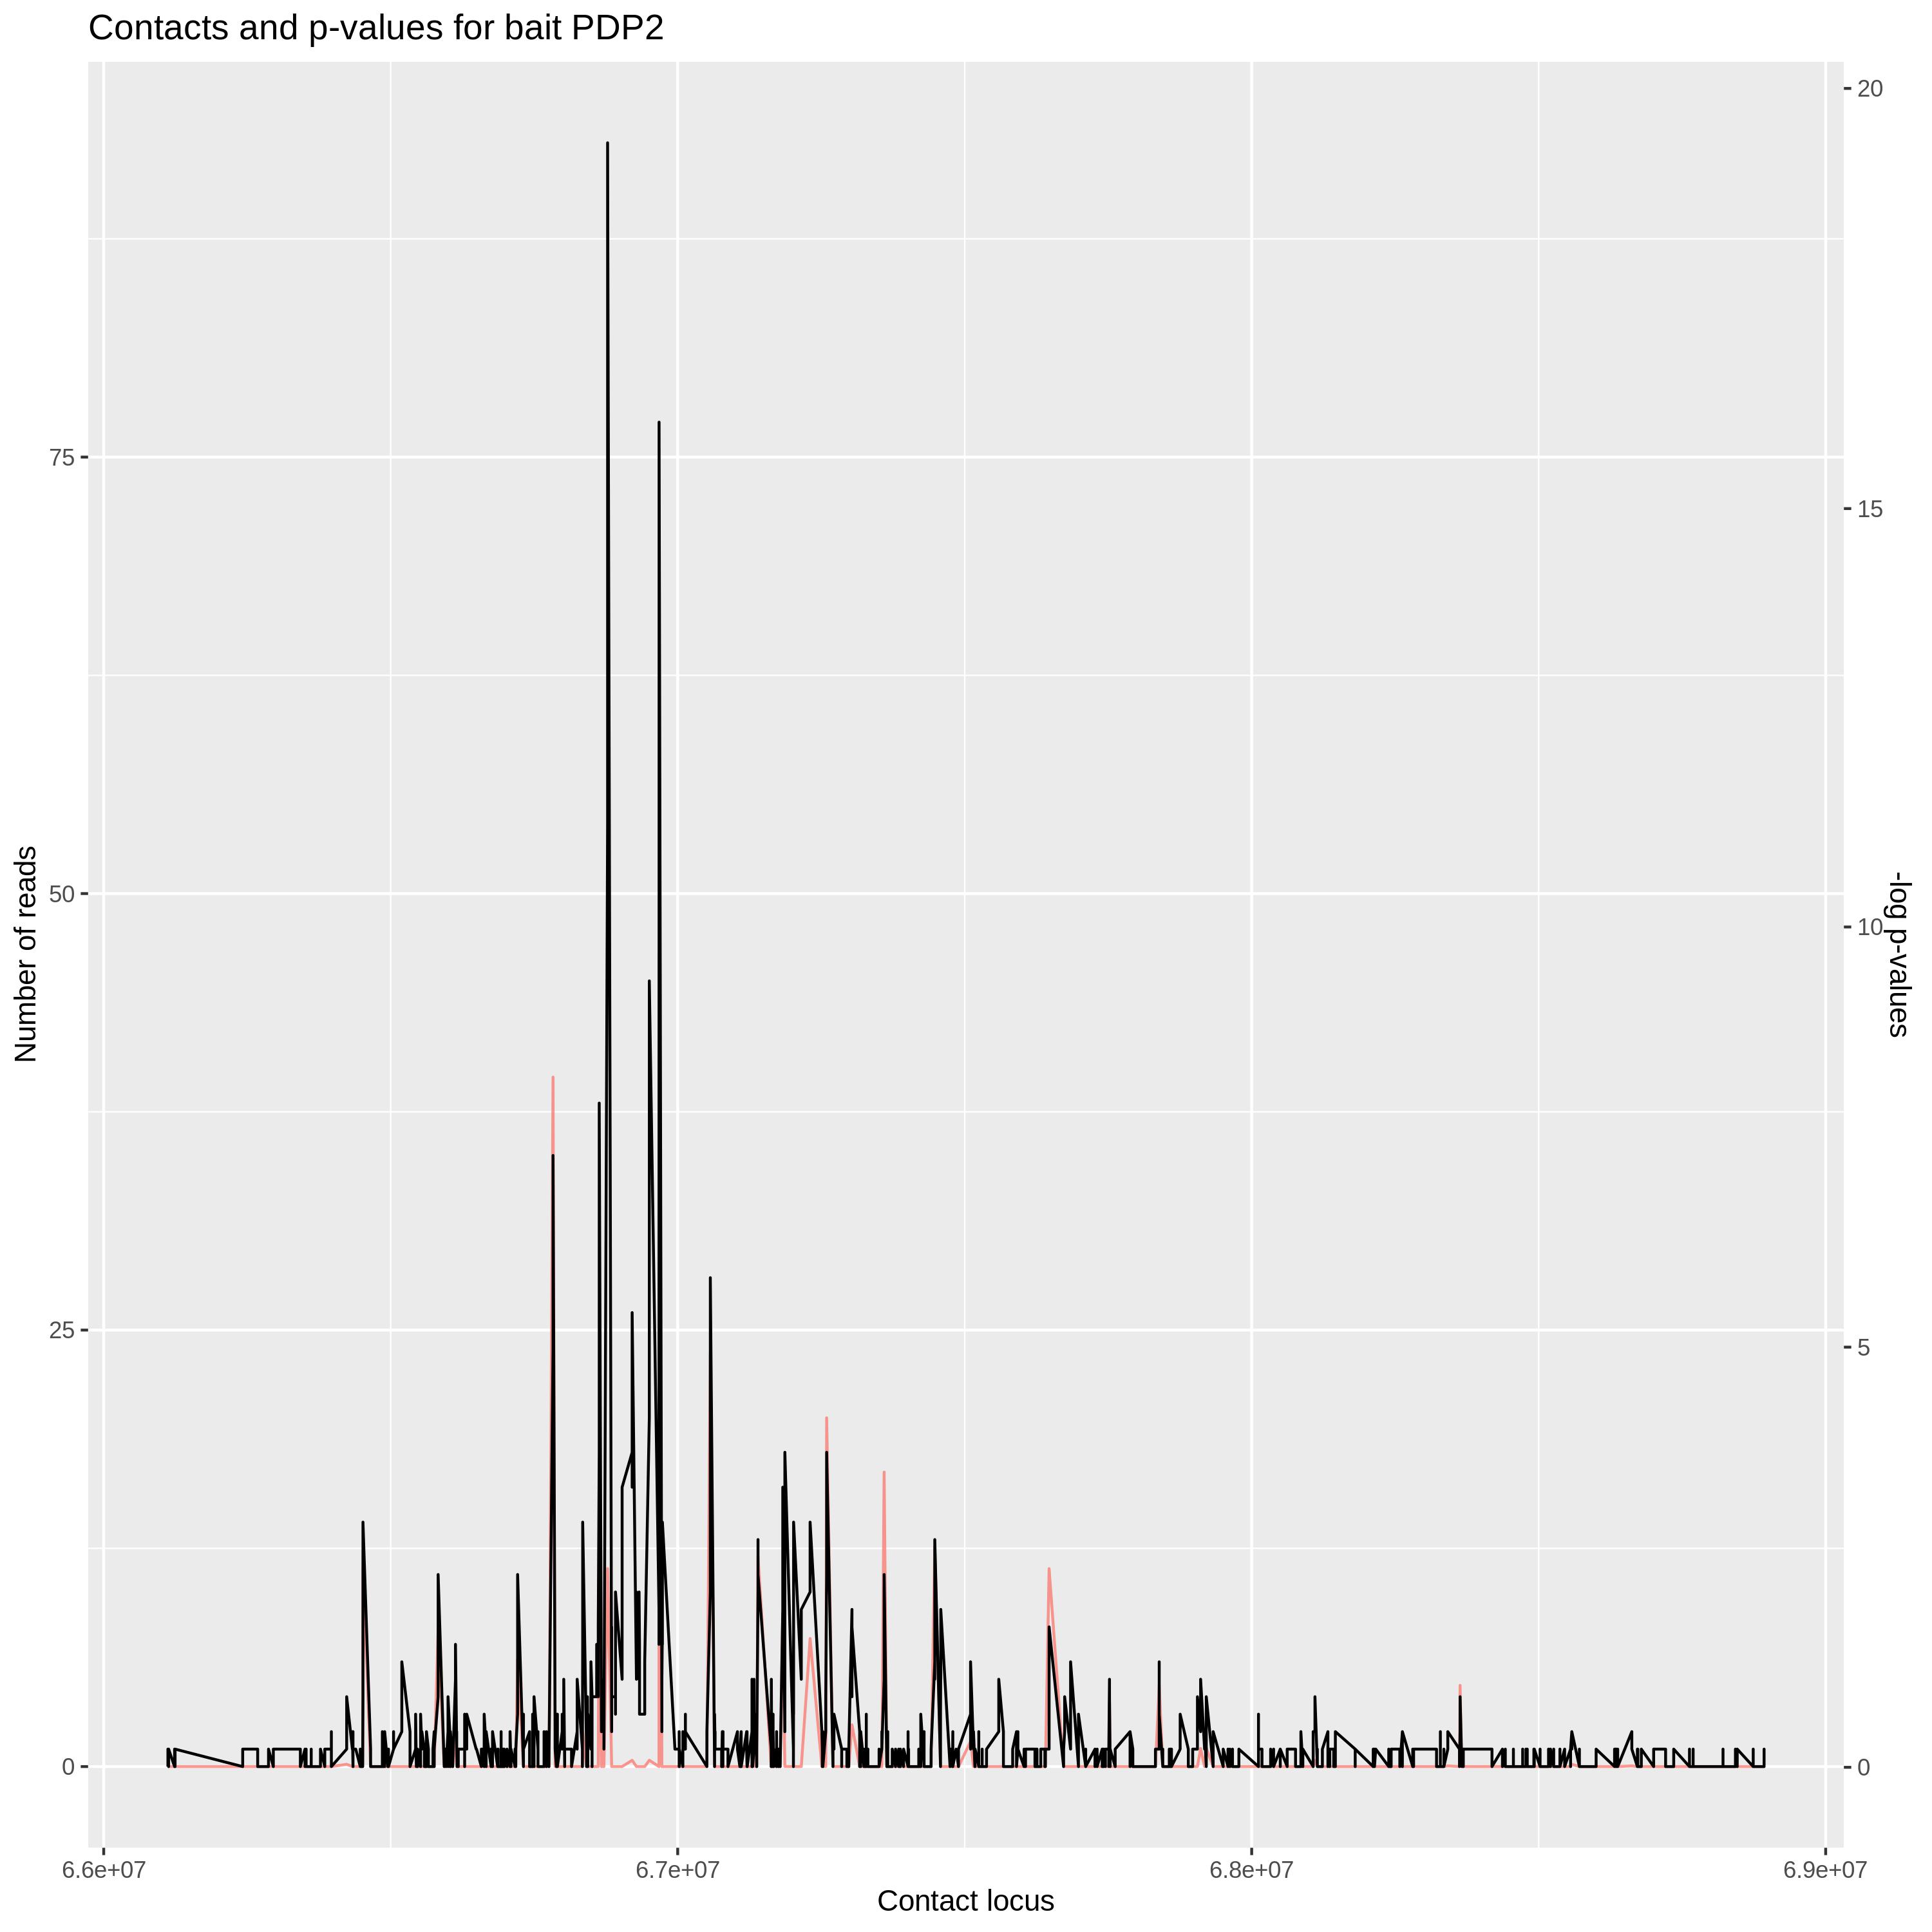 Contacts and p-values for bait PDP2
20
75
15
50
10
25
5
0
0
Number of reads
-log p-values
6.6e+07
6.7e+07
6.8e+07
6.9e+07
Contact locus